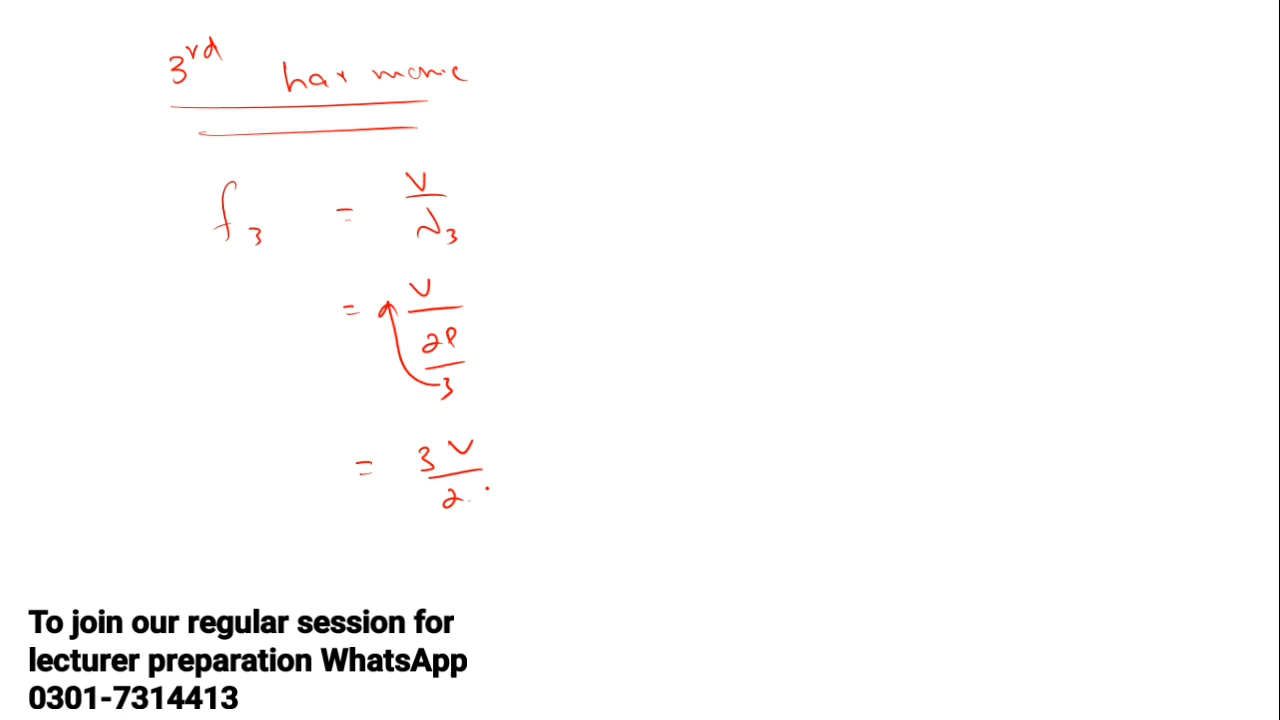 3rd harmonic
f3 = v/λ3
= v/(2l/3)
= 3v/2
To join our regular session for
lecturer preparation WhatsApp
0301-7314413